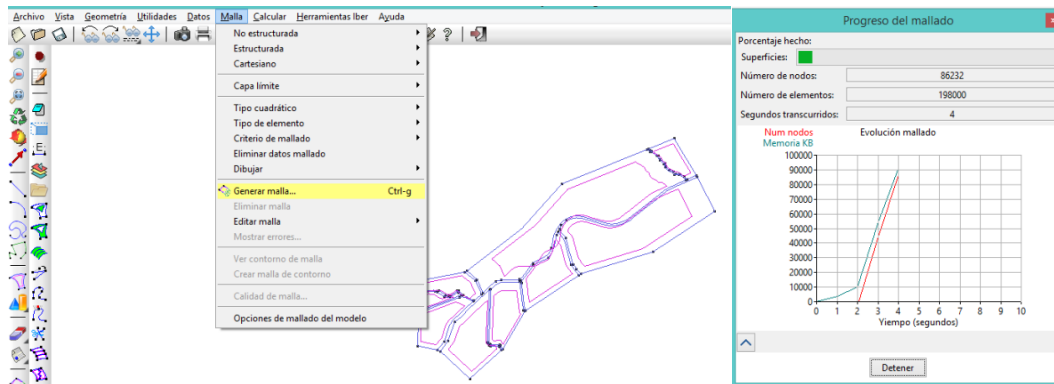 Archivo Vista Geometría Utilidades Datos Malla Calcular Herramientas Iber Ayuda
No estructurada
Estructurada
Cartesiano
Capa límite
Tipo cuadrático
Tipo de elemento
Criterio de mallado
Eliminar datos mallado
Dibujar
Generar malla... Ctrl-g
Eliminar malla
Editar malla
Mostrar errores...
Ver contorno de malla
Crear malla de contorno
Calidad de malla...
Opciones de mallado del modelo
Progreso del mallado
Porcentaje hecho:
Superficies:
Número de nodos: 86232
Número de elementos: 198000
Segundos transcurridos: 4
Num nodos Evolución mallado
Memoria KB
100000
90000
80000
70000
60000
50000
40000
30000
20000
10000
0
0 1 2 3 4 5 6 7 8 9 10
Yiempo (segundos)
Detener